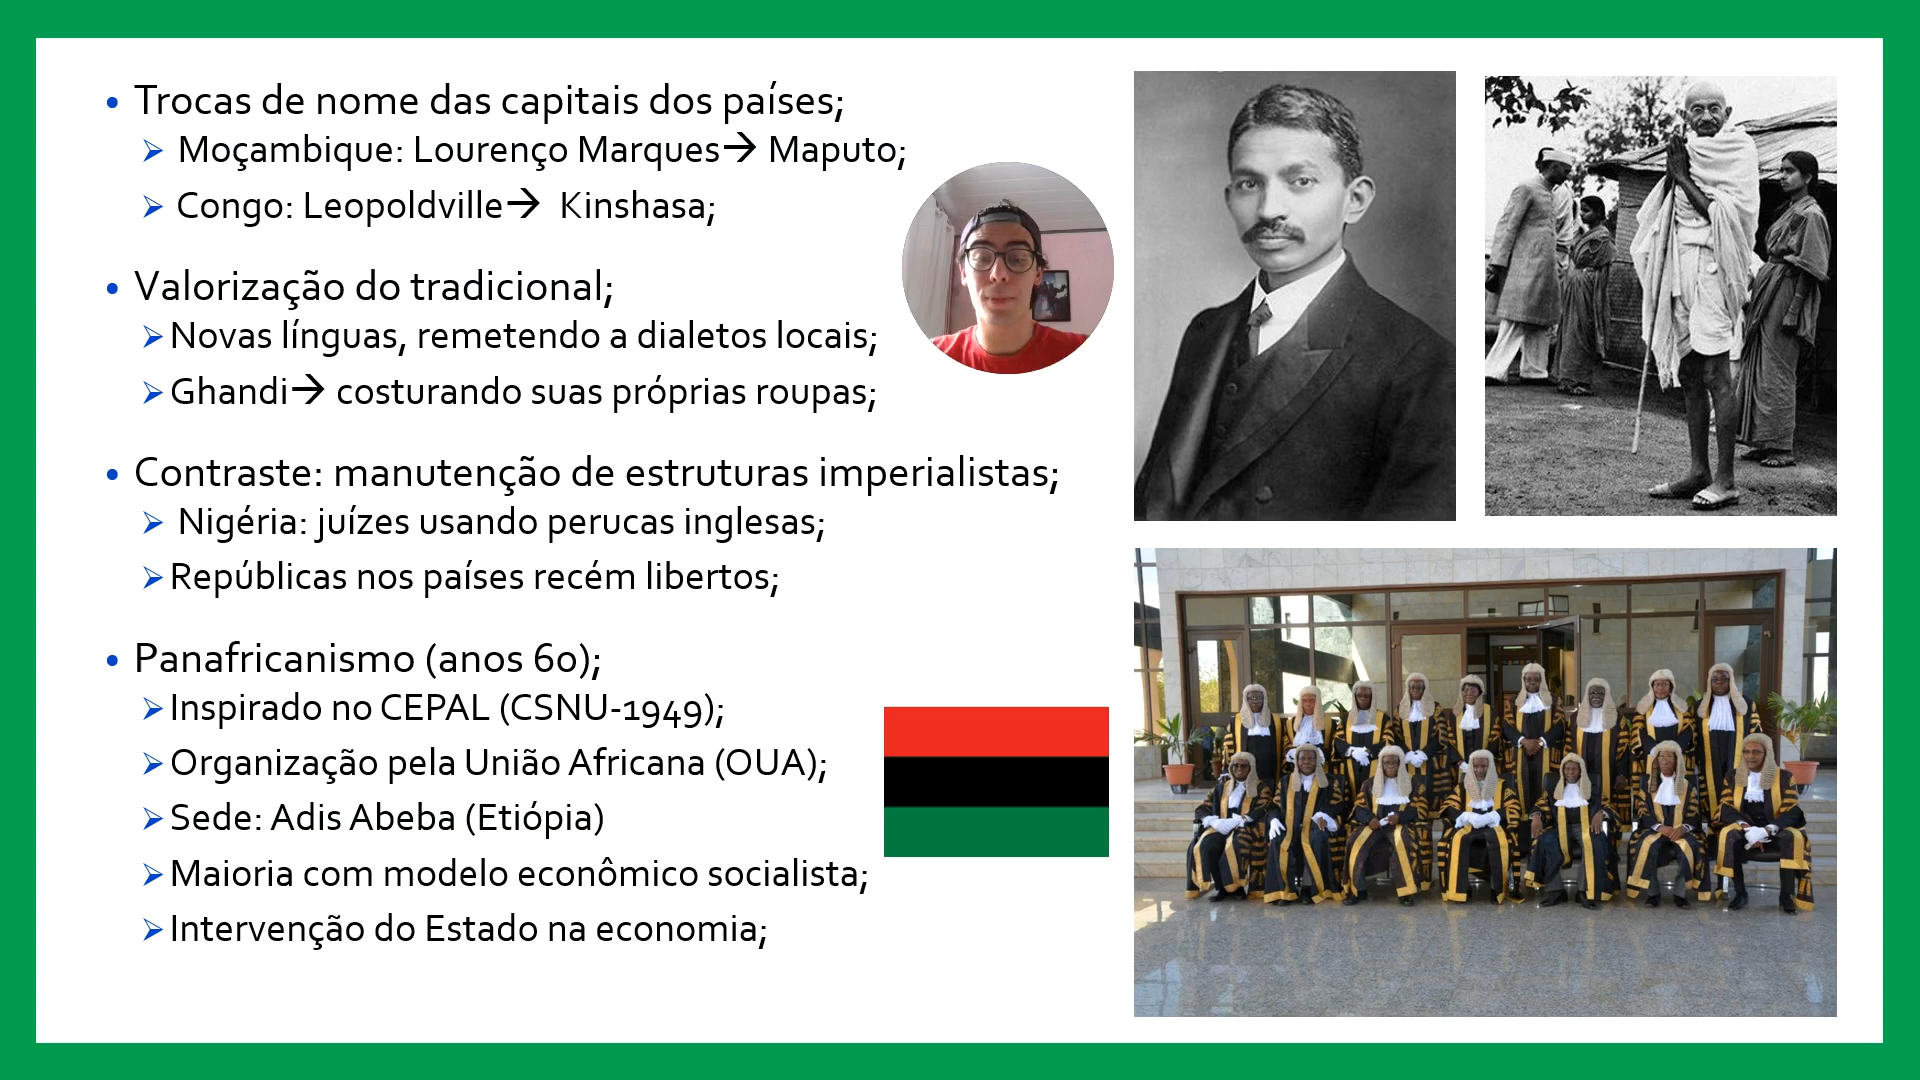 • Trocas de nome das capitais dos países;
➢ Moçambique: Lourenço Marques→ Maputo;
➢ Congo: Leopoldville→ Kinshasa;
• Valorização do tradicional;
➢ Novas línguas, remetendo a dialetos locais;
➢ Ghandi→ costurando suas próprias roupas;
• Contraste: manutenção de estruturas imperialistas;
➢ Nigéria: juízes usando perucas inglesas;
➢ Repúblicas nos países recém libertos;
• Panafricanismo (anos 60);
➢ Inspirado no CEPAL (CSNU-1949);
➢ Organização pela União Africana (OUA);
➢ Sede: Adis Abeba (Etiópia)
➢ Maioria com modelo econômico socialista;
➢ Intervenção do Estado na economia;